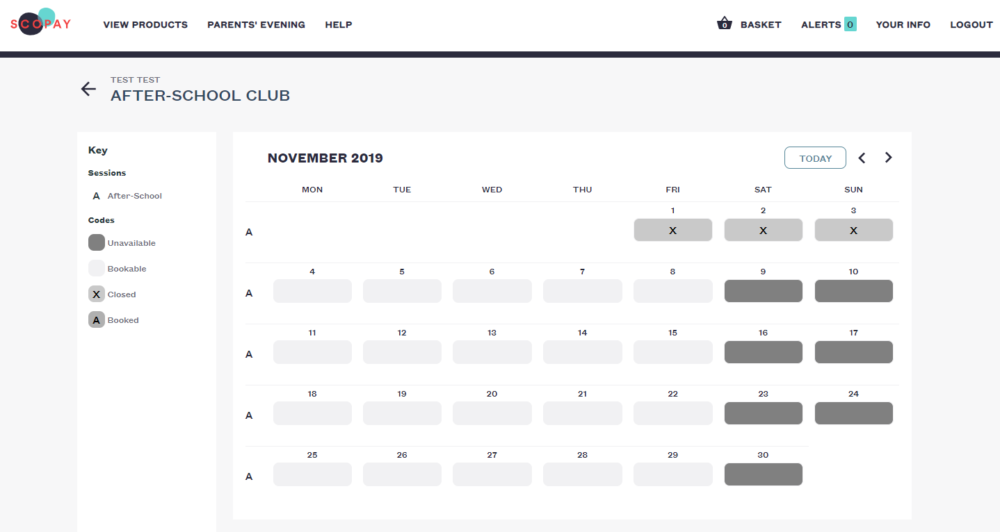 SCOPAY VIEW PRODUCTS PARENTS' EVENING HELP 0 BASKET ALERTS 0 YOUR INFO LOGOUT
TEST TEST
AFTER-SCHOOL CLUB
Key
Sessions
A After-School
Codes
Unavailable
Bookable
X Closed
A Booked
NOVEMBER 2019 TODAY
MON TUE WED THU FRI SAT SUN
1 2 3
A X X X
4 5 6 7 8 9 10
A
11 12 13 14 15 16 17
A
18 19 20 21 22 23 24
A
25 26 27 28 29 30
A